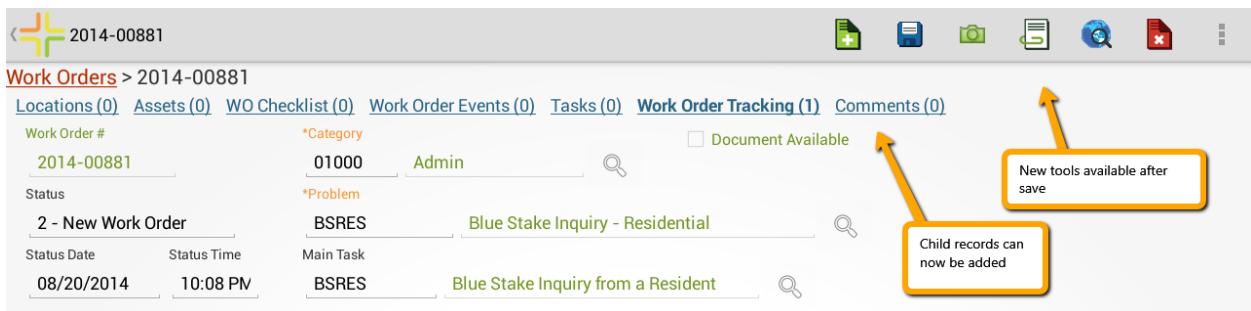 2014-00881
Work Orders > 2014-00881
Locations (0) Assets (0) WO Checklist (0) Work Order Events (0) Tasks (0) Work Order Tracking (1) Comments (0)
Work Order # *Category Document Available
2014-00881 01000 Admin
New tools available after
save
Status *Problem
2 - New Work Order BSRES Blue Stake Inquiry - Residential
Child records can
now be added
Status Date Status Time Main Task
08/20/2014 10:08 PM BSRES Blue Stake Inquiry from a Resident